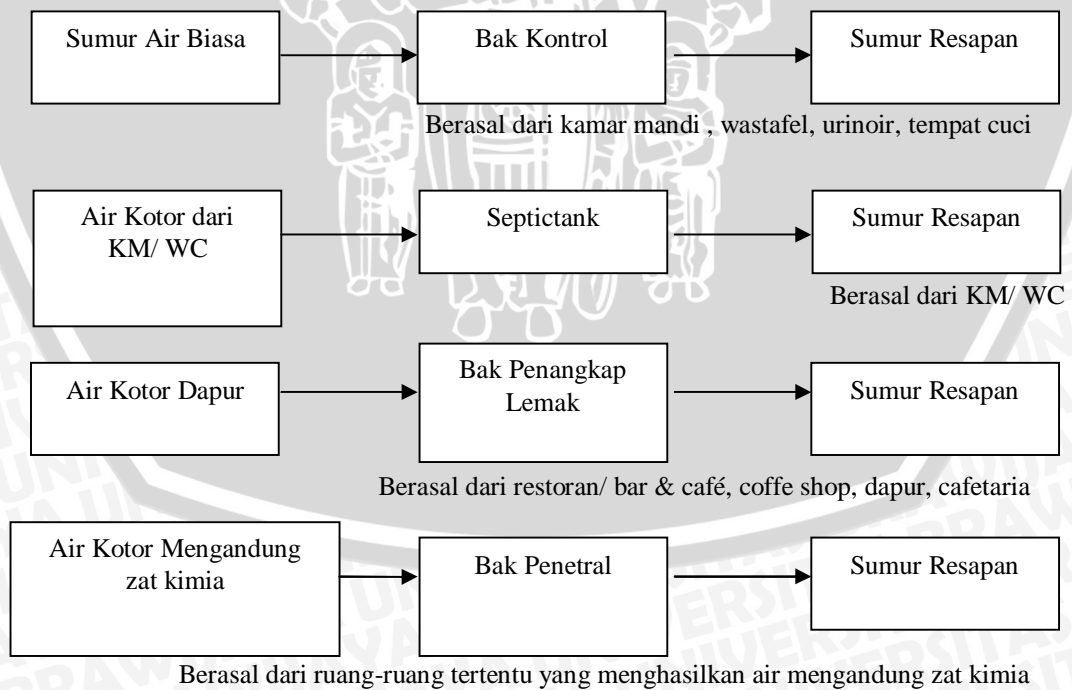 Sumur Air Biasa
Bak Kontrol
Sumur Resapan
Berasal dari kamar mandi , wastafel, urinoir, tempat cuci
Air Kotor dari
KM/ WC
Septictank
Sumur Resapan
Berasal dari KM/ WC
Air Kotor Dapur
Bak Penangkap
Lemak
Sumur Resapan
Berasal dari restoran/ bar & café, coffe shop, dapur, cafetaria
Air Kotor Mengandung
zat kimia
Bak Penetral
Sumur Resapan
Berasal dari ruang-ruang tertentu yang menghasilkan air mengandung zat kimia